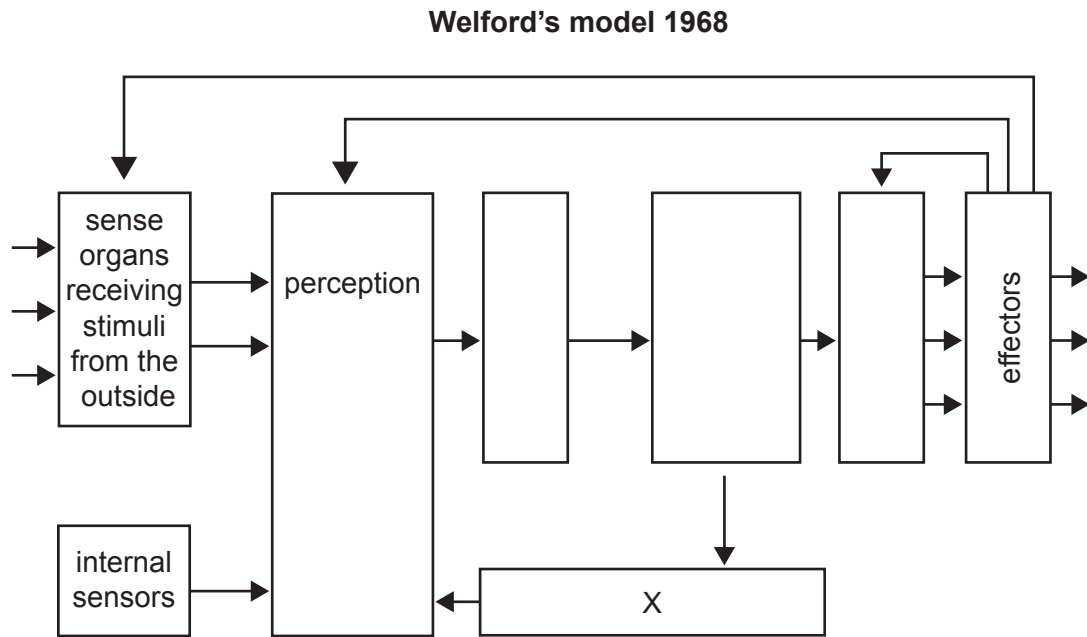 Welford’s model 1968
sense
organs
receiving
stimuli
from the
outside
perception
effectors
internal
sensors
X